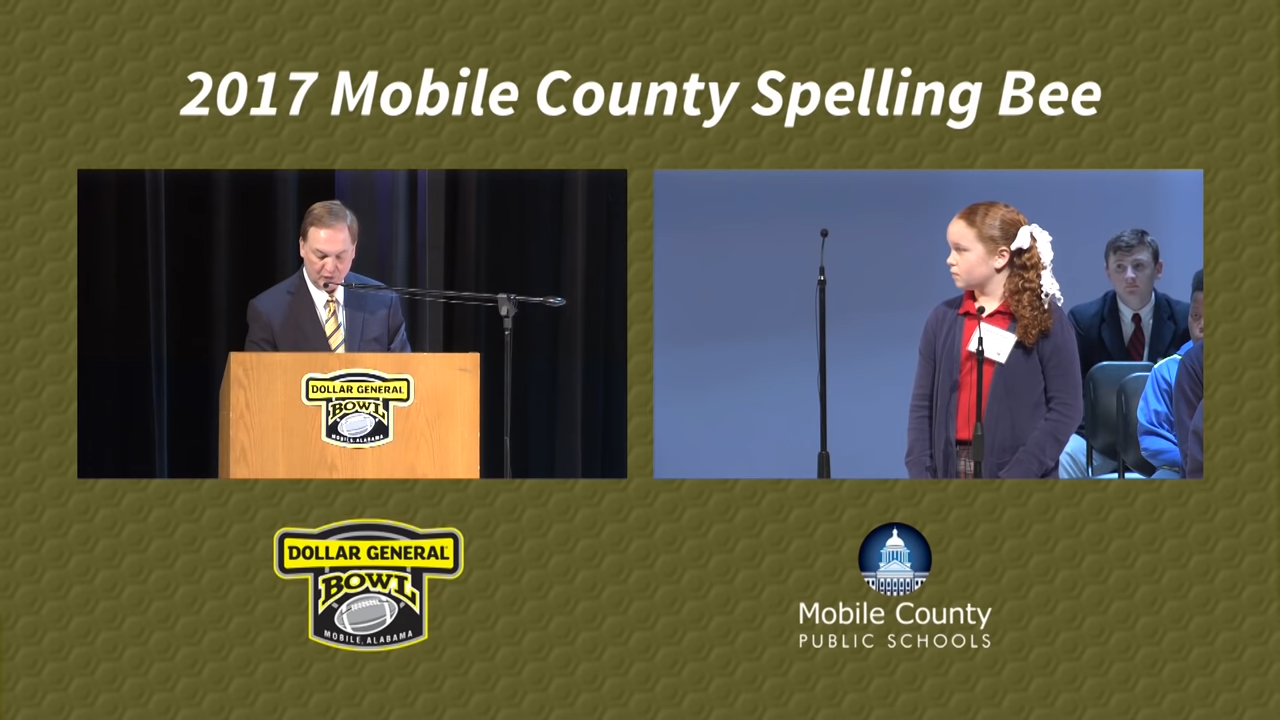 2017 Mobile County Spelling Bee
DOLLAR GENERAL
BOWL
MOBILE, ALABAMA
DOLLAR GENERAL
BOWL
MOBILE, ALABAMA
Mobile County
PUBLIC SCHOOLS